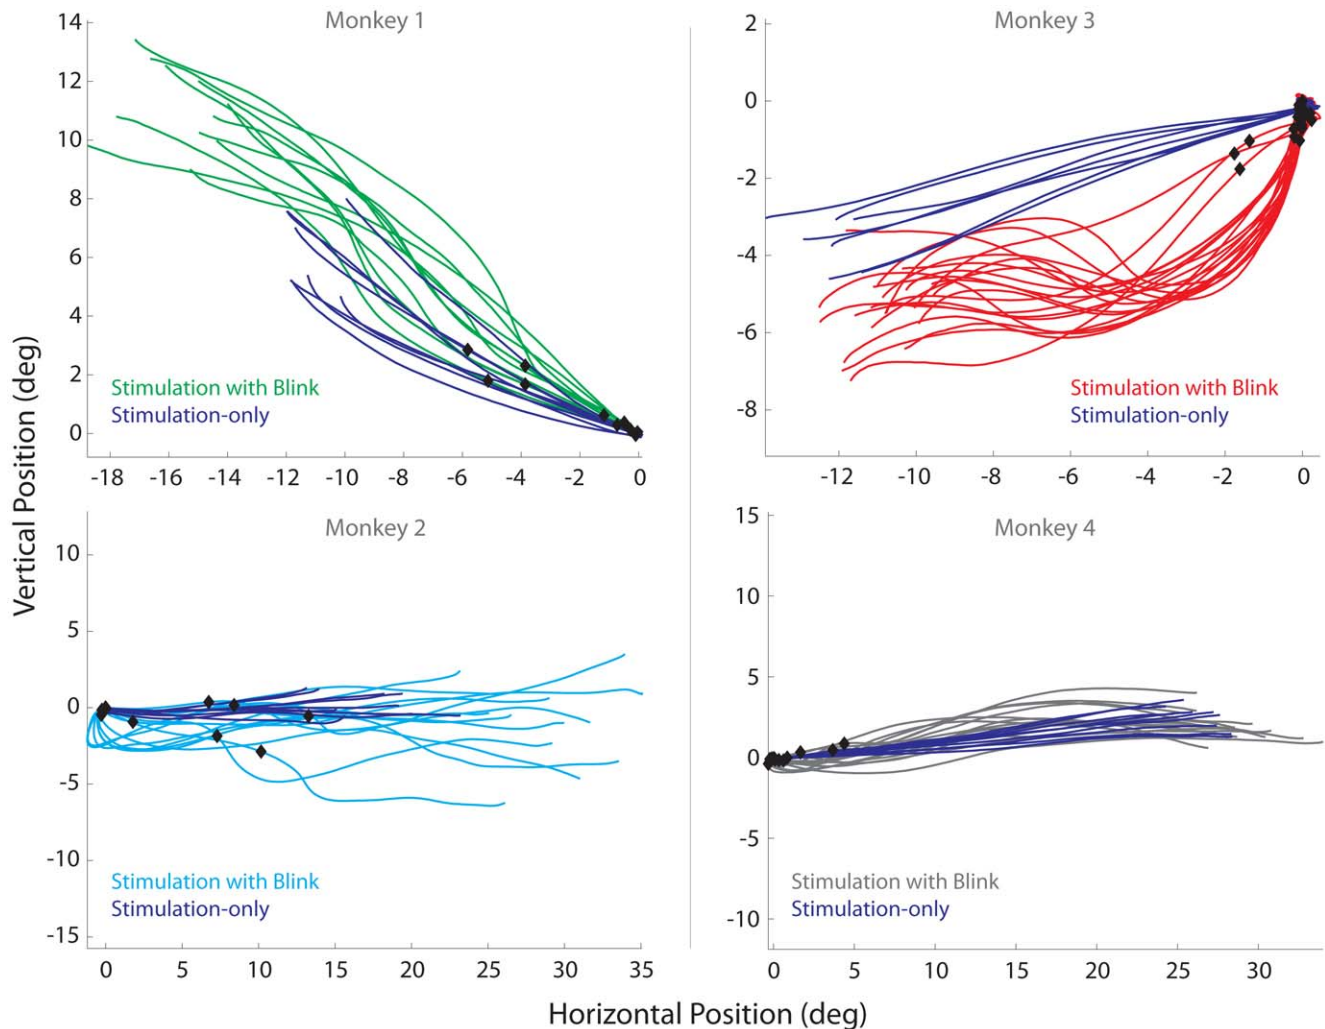 Monkey 1
14
12
10
8
6
4
2
0
Stimulation with Blink
Stimulation-only
-18 -16 -14 -12 -10 -8 -6 -4 -2 0
Monkey 3
2
0
-2
-4
-6
-8
Stimulation with Blink
Stimulation-only
-12 -10 -8 -6 -4 -2 0
Vertical Position (deg)
Monkey 2
10
5
0
-5
-10
-15
Stimulation with Blink
Stimulation-only
0 5 10 15 20 25 30 35
Monkey 4
15
10
5
0
-5
-10
Stimulation with Blink
Stimulation-only
0 5 10 15 20 25 30
Horizontal Position (deg)